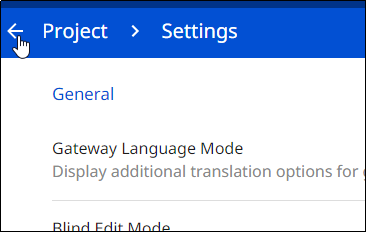 Project > Settings
General
Gateway Language Mode
Display additional translation options for
Blind Edit Mode